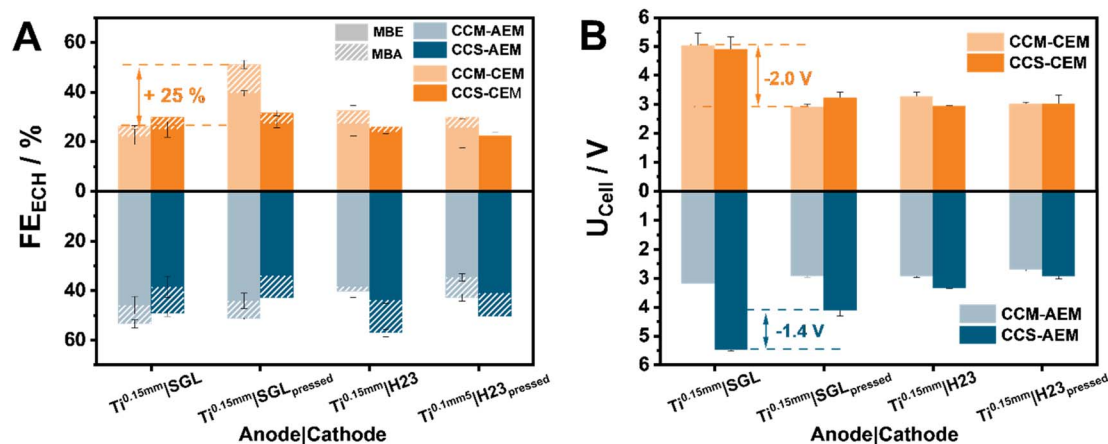 A
FE_ECH / %
60
40
20
0
20
40
60
MBE
MBA
CCM-AEM
CCS-AEM
CCM-CEM
CCS-CEM
+ 25 %
Ti^0.15mm|SGL
Ti^0.15mm|SGL_pressed
Ti^0.15mm|H23
Ti^0.1mm5|H23_pressed
Anode|Cathode
B
U_Cell / V
6
5
4
3
2
1
0
1
2
3
4
5
6
CCM-CEM
CCS-CEM
-2.0 V
CCM-AEM
CCS-AEM
-1.4 V
Ti^0.15mm|SGL
Ti^0.15mm|SGL_pressed
Ti^0.15mm|H23
Ti^0.15mm|H23_pressed
Anode|Cathode